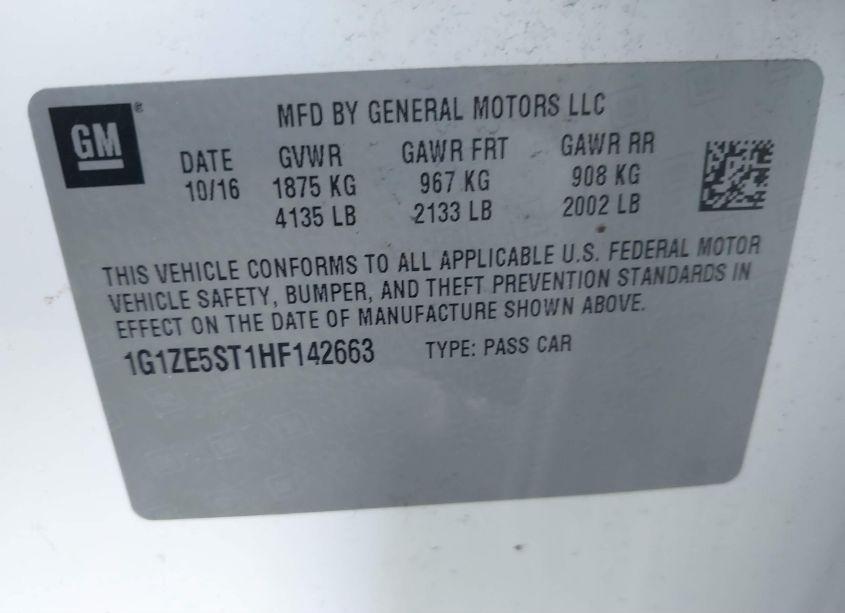 GM®
MFD BY GENERAL MOTORS LLC
DATE GVWR GAWR FRT GAWR RR
10/16 1875 KG 967 KG 908 KG
4135 LB 2133 LB 2002 LB
THIS VEHICLE CONFORMS TO ALL APPLICABLE U.S. FEDERAL MOTOR
VEHICLE SAFETY, BUMPER, AND THEFT PREVENTION STANDARDS IN
EFFECT ON THE DATE OF MANUFACTURE SHOWN ABOVE.
1G1ZE5ST1HF142663 TYPE: PASS CAR